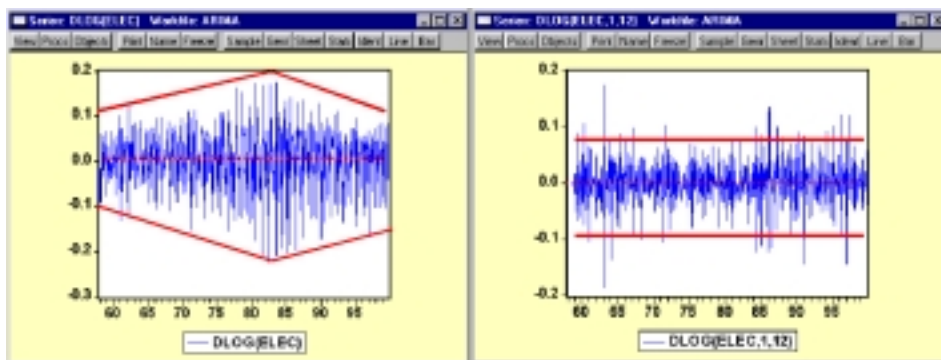 Series: DLOG(ELEC) Workfile: ARIMA
View Procs Objects Print Name Freeze Sample Genr Sheet Stats Ident Line Bar
0.2
0.1
0.0
-0.1
-0.2
-0.3
60 65 70 75 80 85 90 95
DLOG(ELEC)
Series: DLOG(ELEC,1,12) Workfile: ARIMA
View Procs Objects Print Name Freeze Sample Genr Sheet Stats Ident Line Bar
0.2
0.1
0.0
-0.1
-0.2
60 65 70 75 80 85 90 95
DLOG(ELEC,1,12)